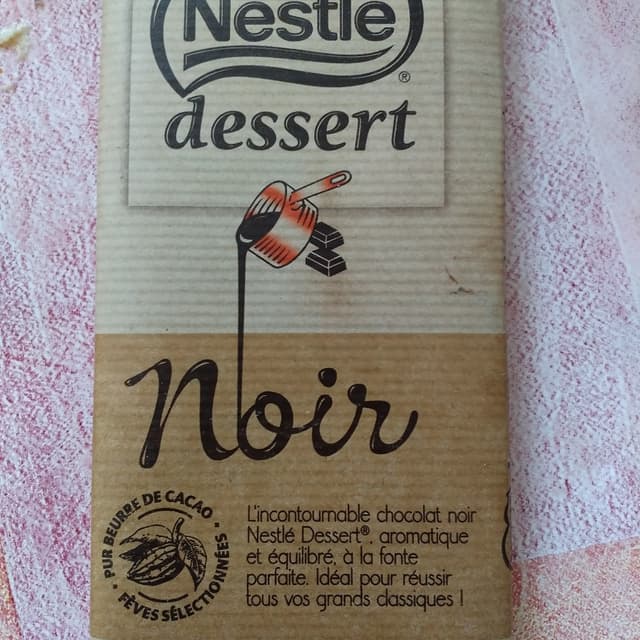 Nestlé
®
dessert
Noir
PUR BEURRE DE CACAO
FÈVES SÉLECTIONNÉES
L'incontournable chocolat noir
Nestlé Dessert®, aromatique
et équilibré, à la fonte
parfaite. Idéal pour réussir
tous vos grands classiques !